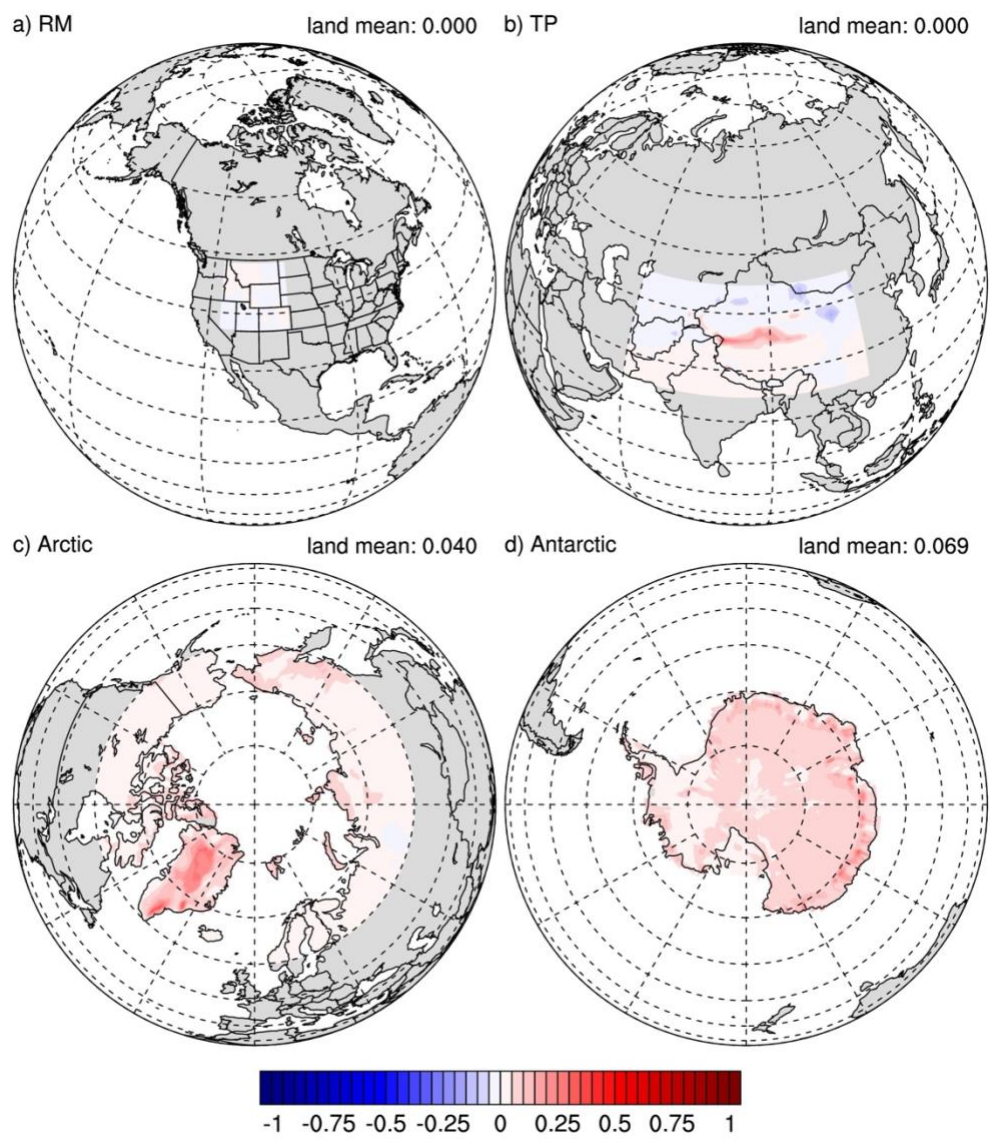 a) RM land mean: 0.000
b) TP land mean: 0.000
c) Arctic land mean: 0.040
d) Antarctic land mean: 0.069
-1 -0.75 -0.5 -0.25 0 0.25 0.5 0.75 1